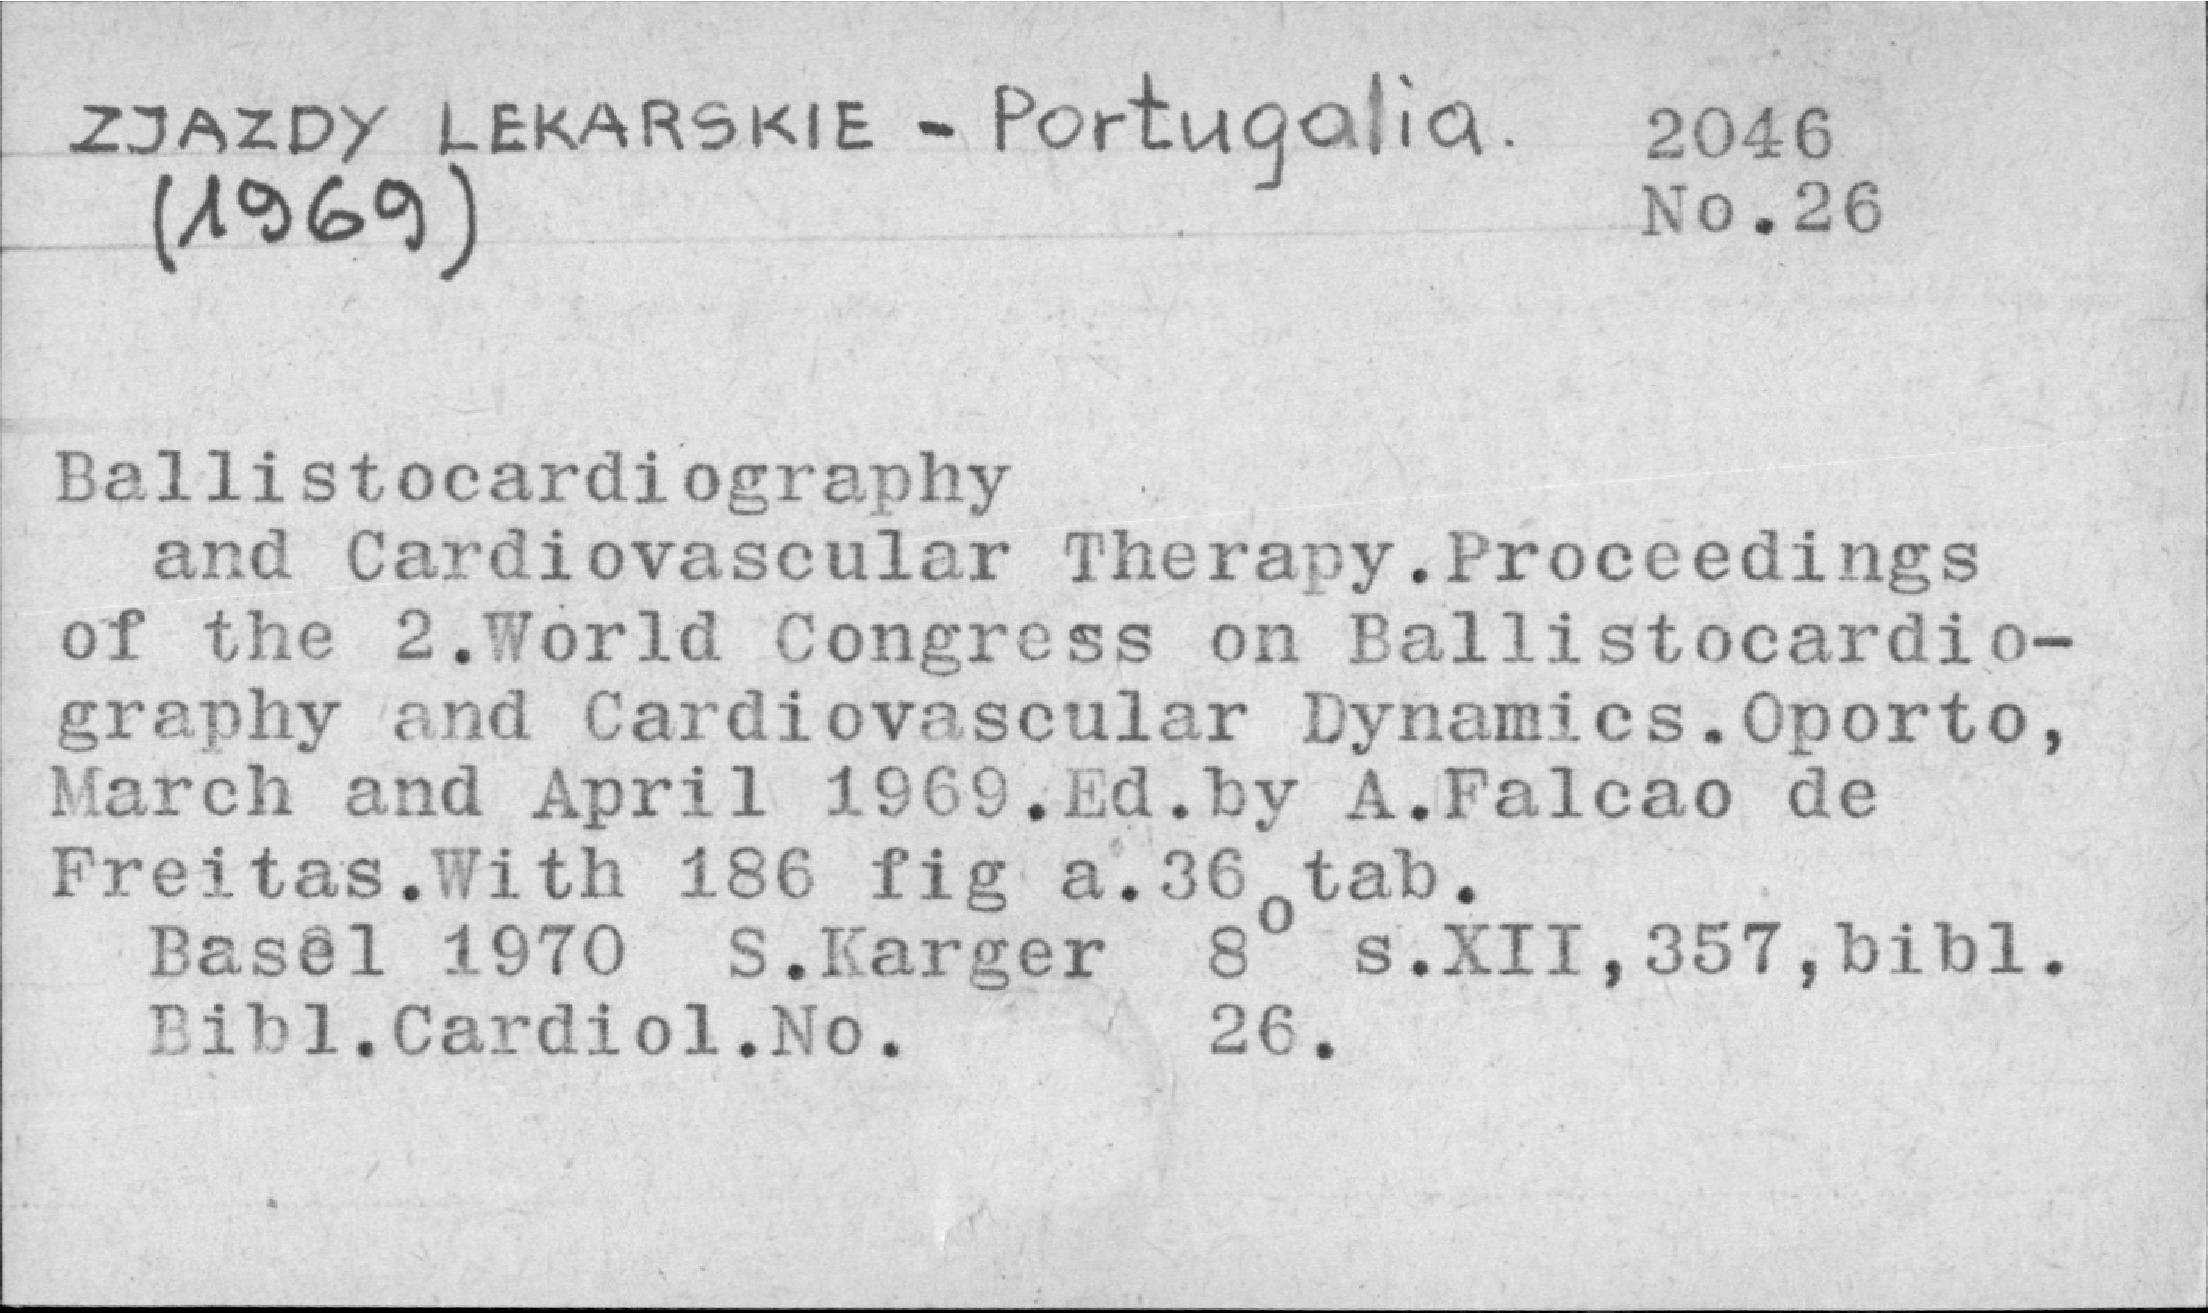 ZJAZDY LEKARSKIE - Portugalia. 2046
(1969) No.26
Ballistocardiography
and Cardiovascular Therapy.Proceedings
of the 2.World Congress on Ballistocardio-
graphy and Cardiovascular Dynamics.Oporto,
March and April 1969.Ed.by A.Falcao de
Freitas.With 186 fig a.36 tab.
Basel 1970 S.Karger 8° s.XII,357,bibl.
Bibl.Cardiol.No. 26.